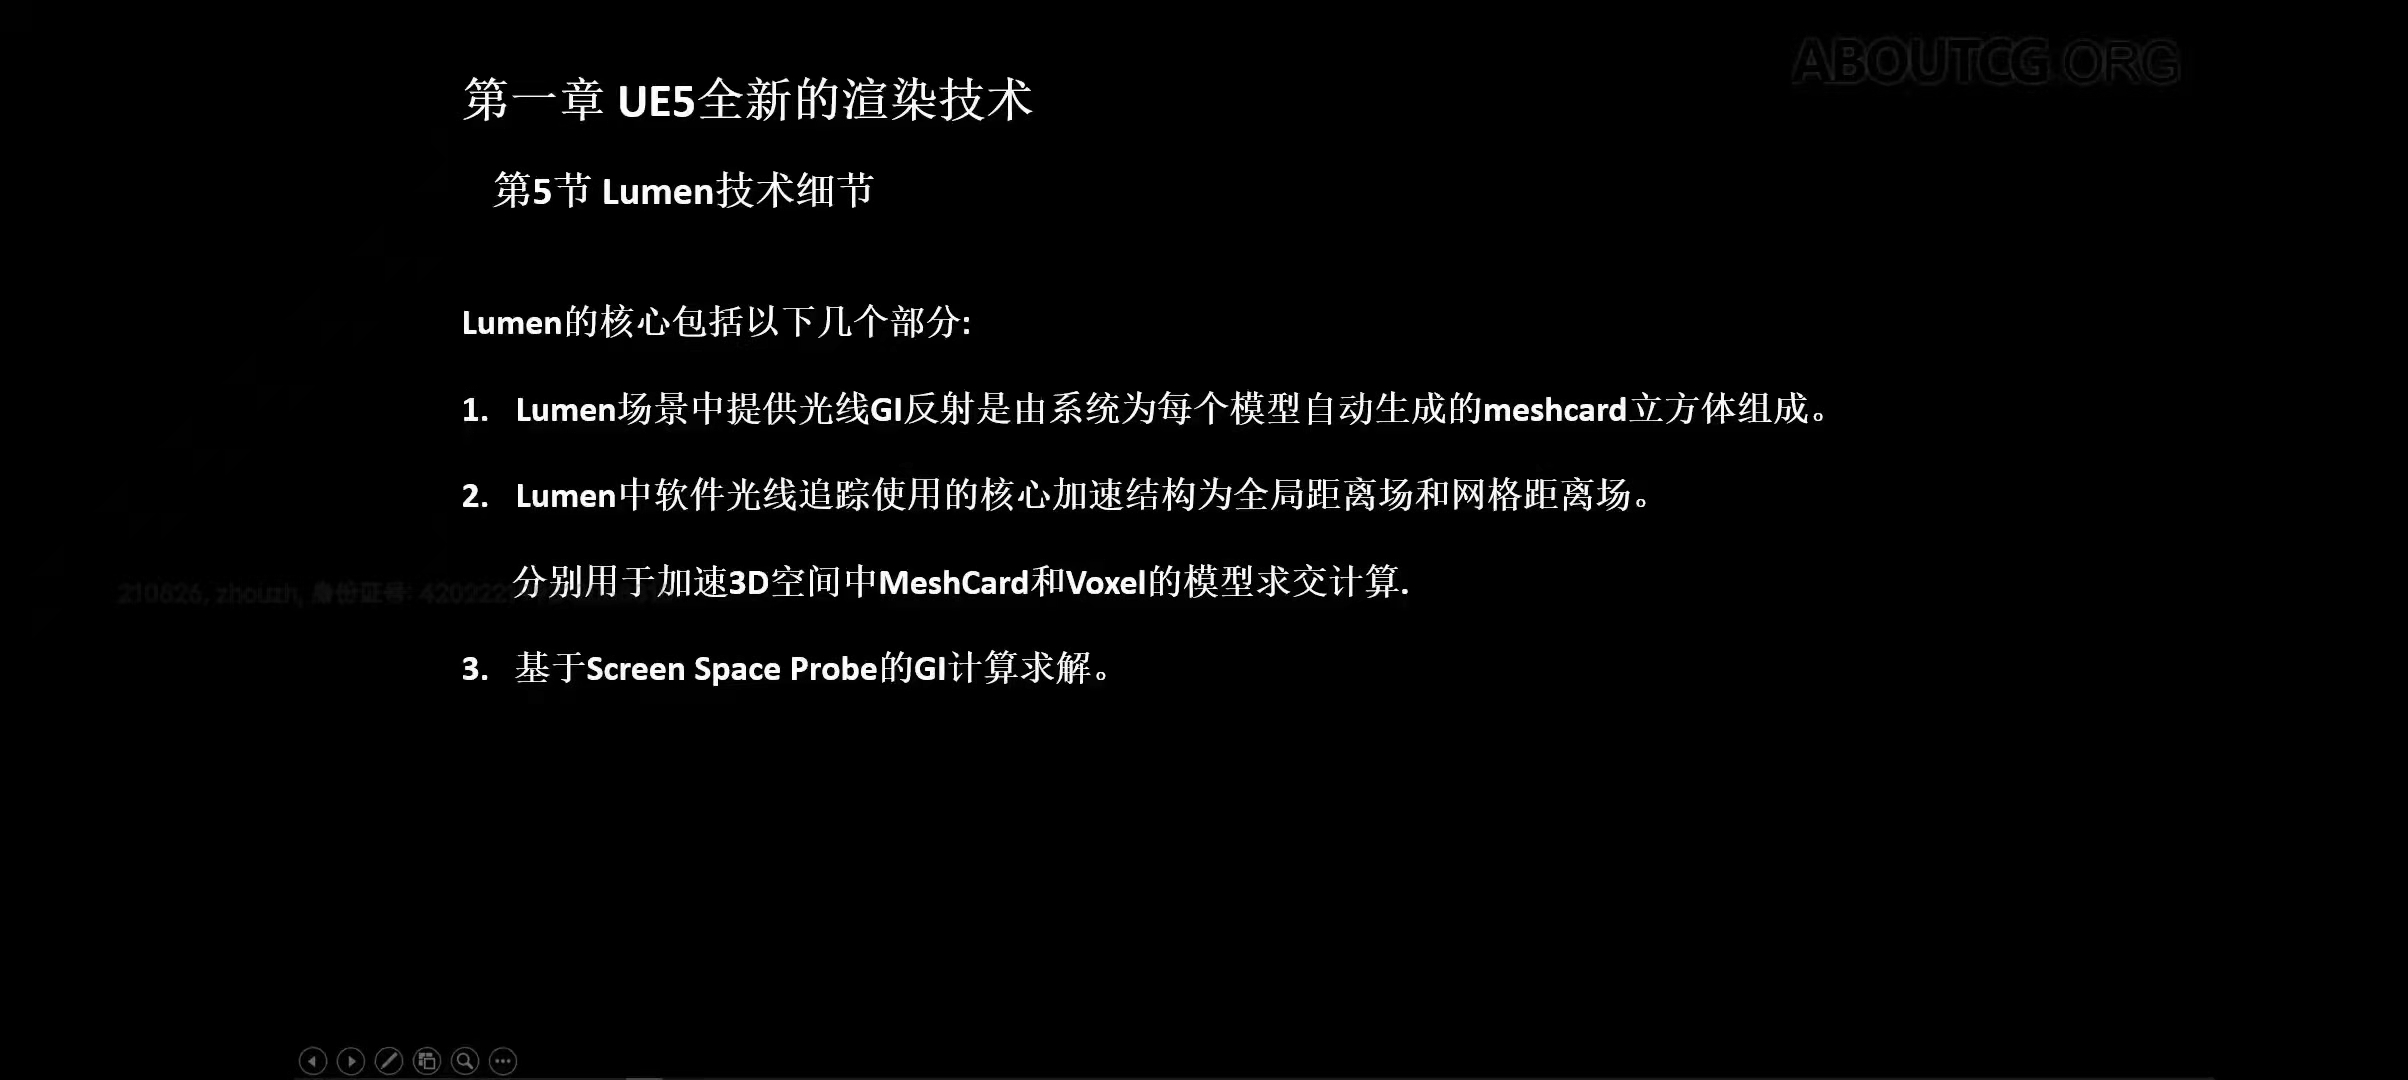 ABOUTCG.ORG
第一章 UE5全新的渲染技术
第5节 Lumen技术细节
Lumen的核心包括以下几个部分:
1. Lumen场景中提供光线GI反射是由系统为每个模型自动生成的meshcard立方体组成。
2. Lumen中软件光线追踪使用的核心加速结构为全局距离场和网格距离场。
分别用于加速3D空间中MeshCard和Voxel的模型求交计算.
3. 基于Screen Space Probe的GI计算求解。